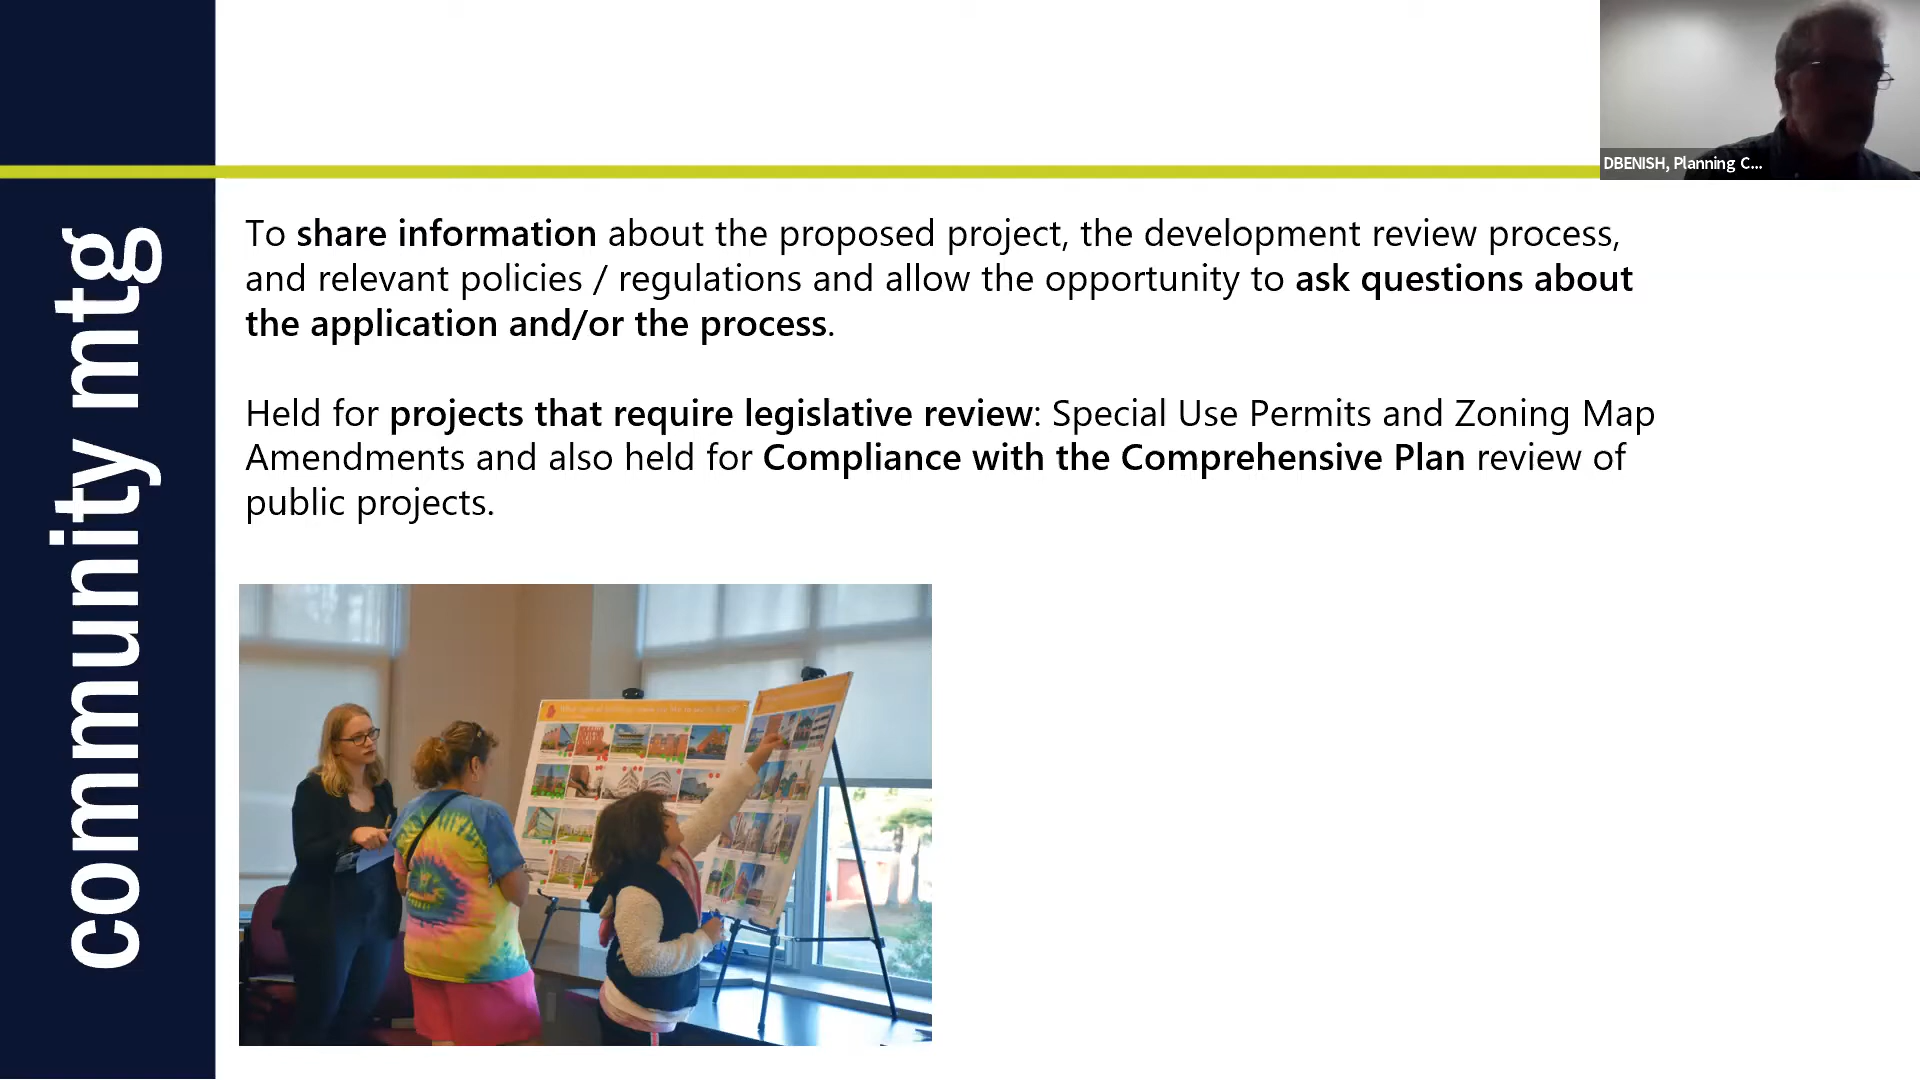 DBENISH, Planning C...
community mtg
To share information about the proposed project, the development review process,
and relevant policies / regulations and allow the opportunity to ask questions about
the application and/or the process.
Held for projects that require legislative review: Special Use Permits and Zoning Map
Amendments and also held for Compliance with the Comprehensive Plan review of
public projects.